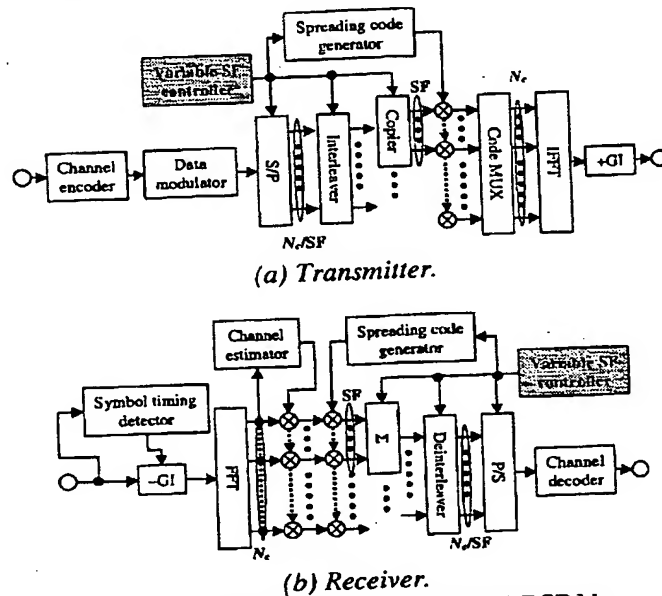 Spreading code
generator
Variable SF
controller
SF
N_c
Channel
encoder
Data
modulator
S/P
Interleaver
Copier
Code MUX
IFFT
+GI
N_c/SF
(a) Transmitter.
Channel
estimator
Spreading code
generator
Variable SF
controller
Symbol timing
detector
SF
-GI
FFT
Σ
Deinterleaver
P/S
Channel
decoder
N_c
N_c/SF
(b) Receiver.